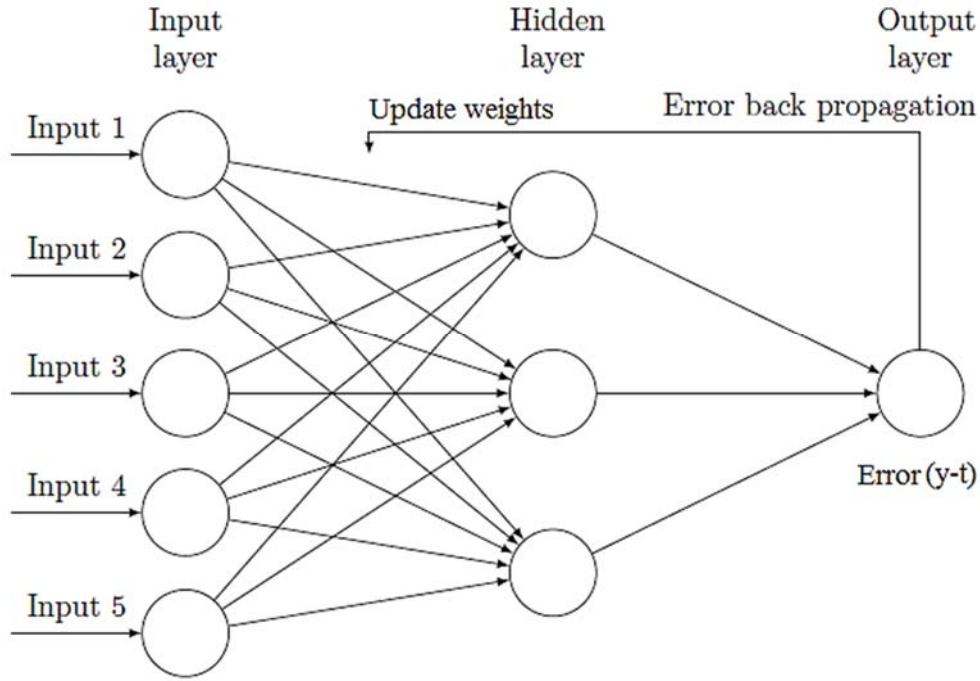 Input
layer
Hidden
layer
Output
layer
Update weights
Error back propagation
Input 1
Input 2
Input 3
Input 4
Input 5
Error (y-t)